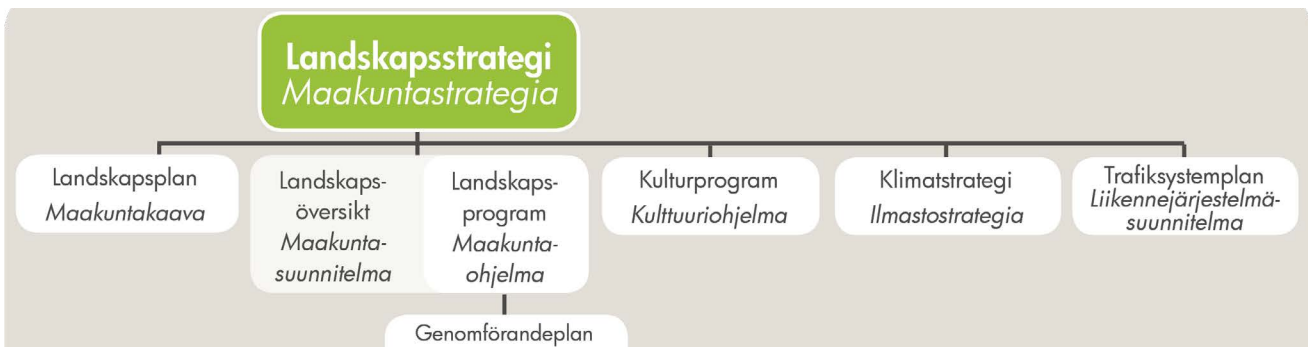 Landskapsstrategi
Maakuntastrategia
Landskapsplan
Maakuntakaava
Landskaps-
översikt
Maakunta-
suunnitelma
Landskaps-
program
Maakunta-
ohjelma
Kulturprogram
Kulttuuriohjelma
Klimatstrategi
Ilmastostrategia
Trafiksystemplan
Liikennejärjestelmä-
suunnitelma
Genomförandeplan